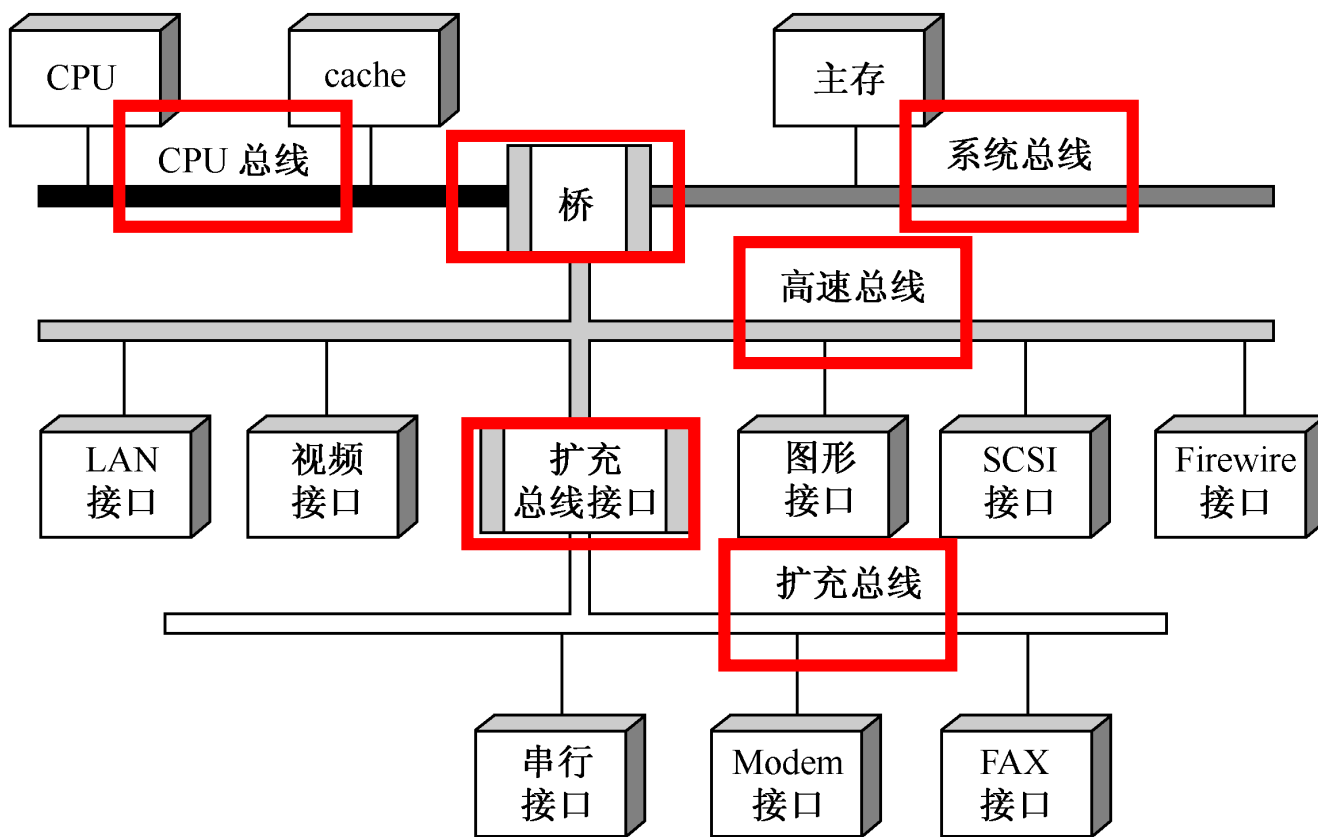 CPU
cache
主存
CPU 总线
系统总线
桥
高速总线
LAN
接口
视频
接口
扩充
总线接口
图形
接口
SCSI
接口
Firewire
接口
扩充总线
串行
接口
Modem
接口
FAX
接口